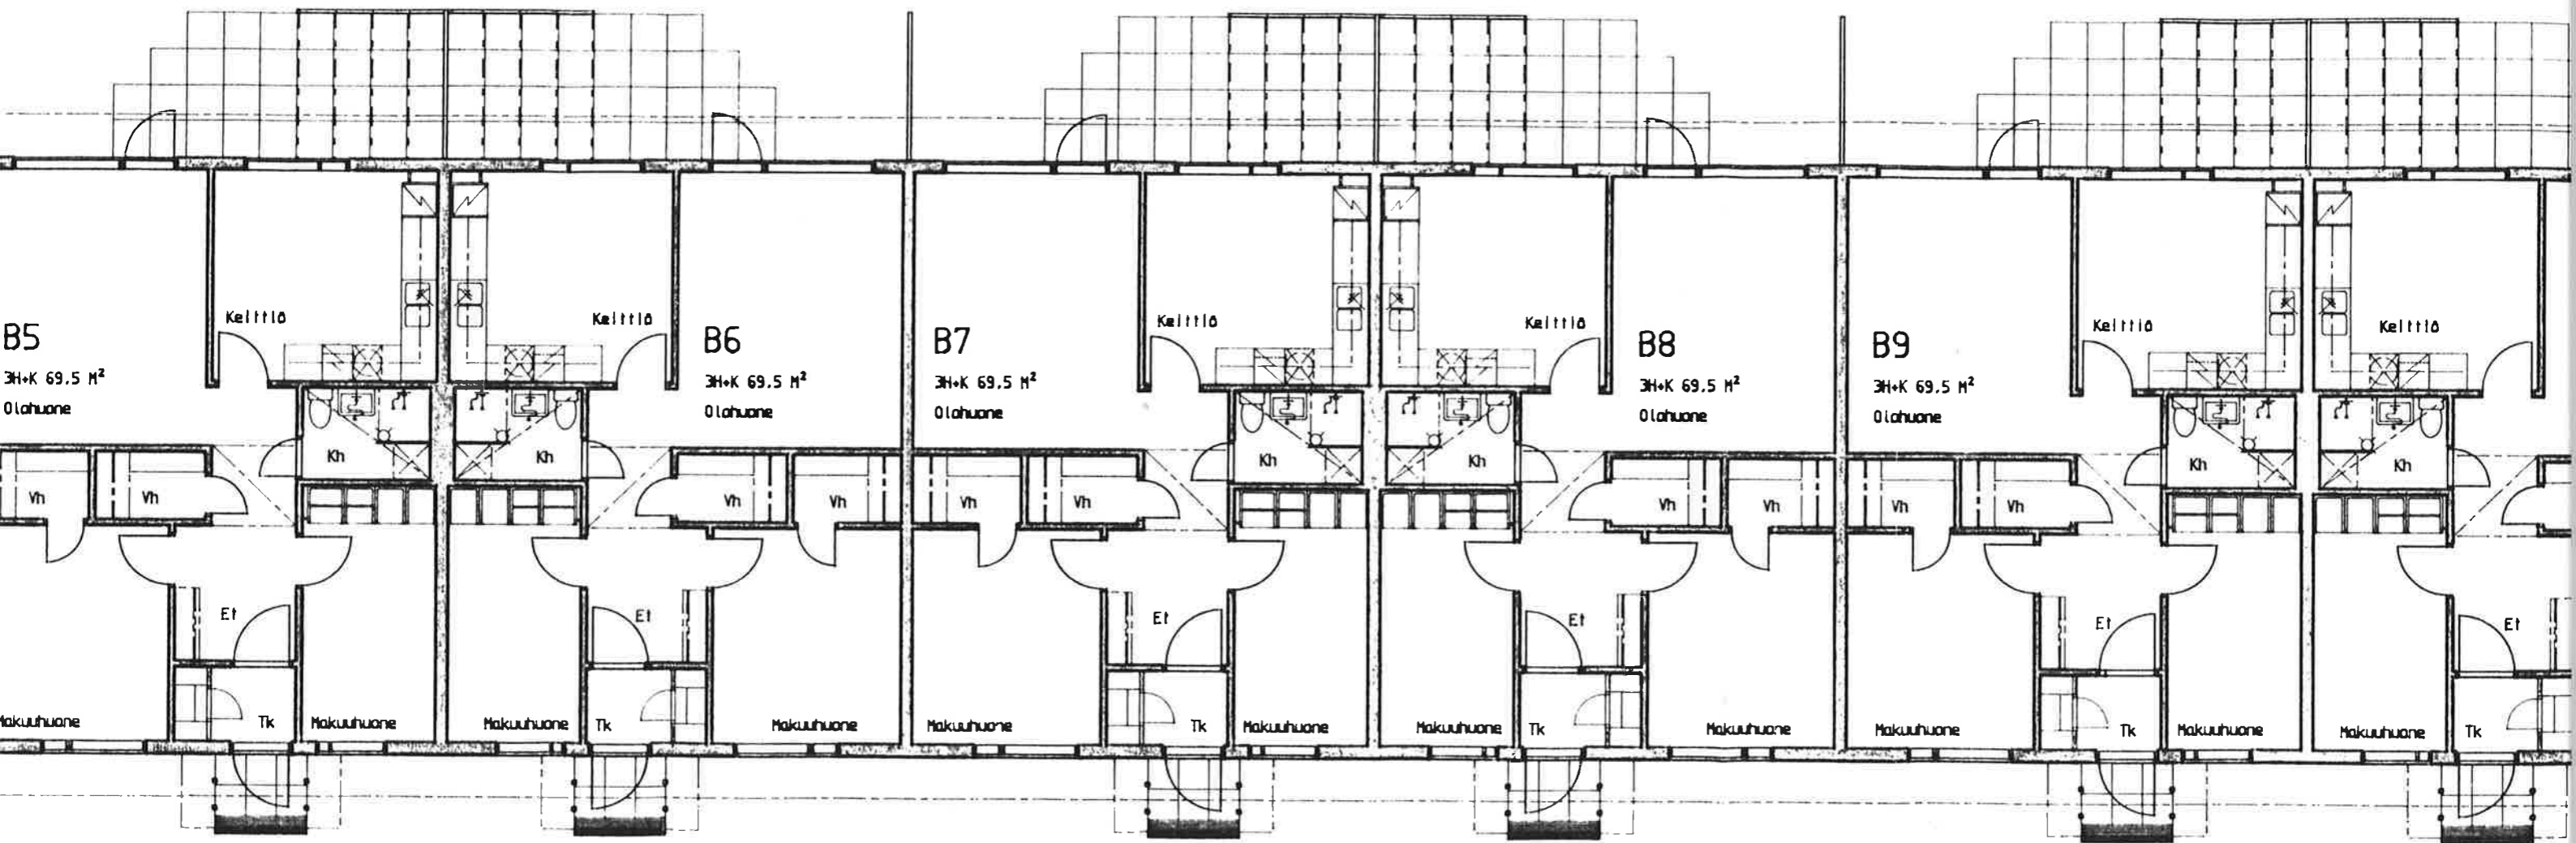 Keittiö
Keittiö
Keittiö
Keittiö
Keittiö
Keittiö
B5
3H+K 69.5 M²
Olohuone
B6
3H+K 69.5 M²
Olohuone
B7
3H+K 69.5 M²
Olohuone
B8
3H+K 69.5 M²
Olohuone
B9
3H+K 69.5 M²
Olohuone
Kh
Kh
Kh
Kh
Kh
Kh
Vh
Vh
Vh
Vh
Vh
Vh
Vh
Vh
Vh
Vh
Et
Et
Et
Et
Et
Et
Makuuhuone
Tk
Makuuhuone
Makuuhuone
Tk
Makuuhuone
Makuuhuone
Tk
Makuuhuone
Makuuhuone
Tk
Makuuhuone
Makuuhuone
Tk
Makuuhuone
Makuuhuone
Tk